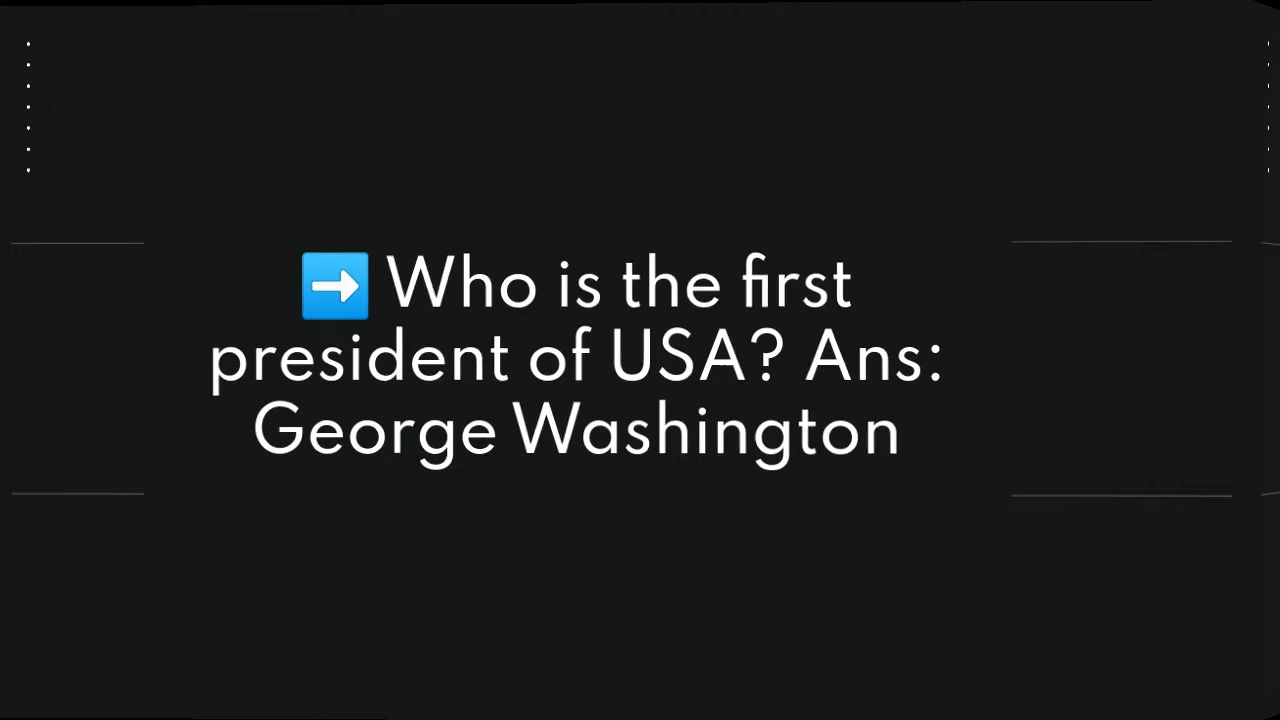 ➡️ Who is the first
president of USA? Ans:
George Washington